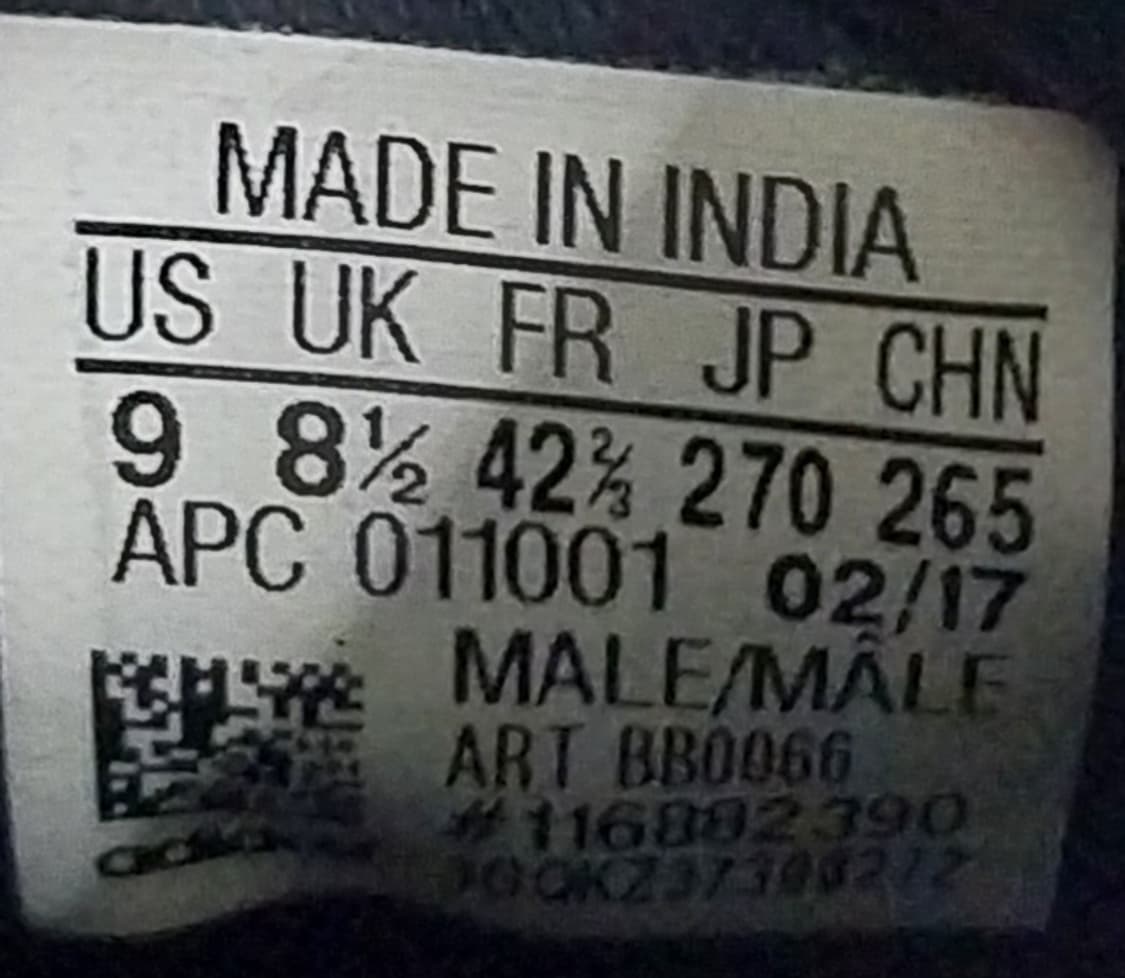 MADE IN INDIA
US UK FR JP CHN
9 8½ 42⅔ 270 265
APC 011001 02/17
MALE/MÂLE
ART BB0066